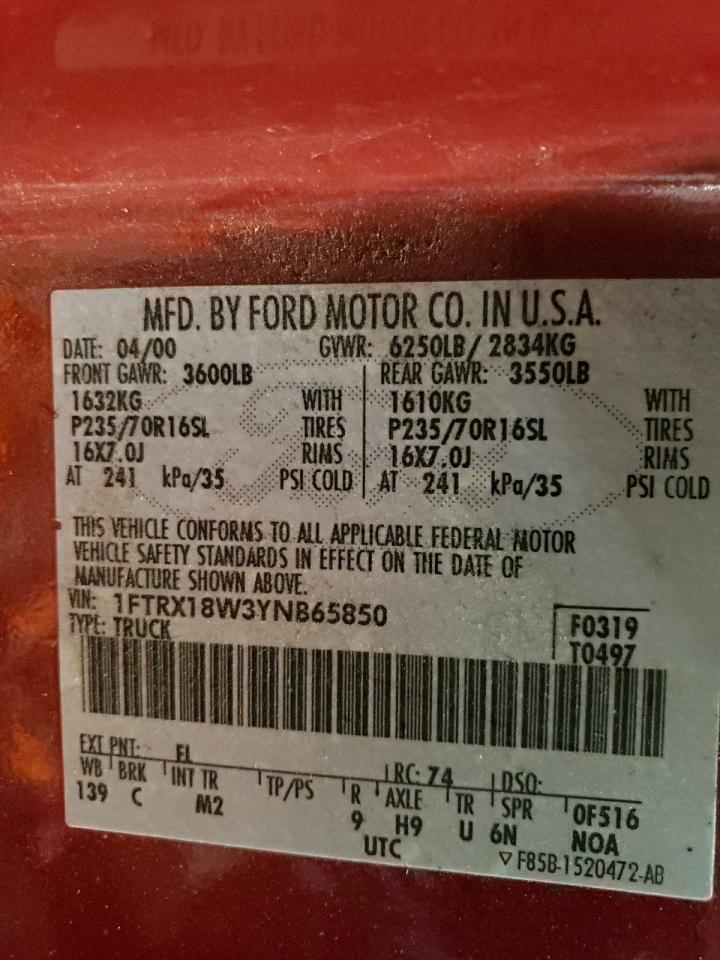 MFD. BY FORD MOTOR CO. IN U.S.A.
DATE: 04/00 GVWR: 6250LB/ 2834KG
FRONT GAWR: 3600LB REAR GAWR: 3550LB
1632KG WITH 1610KG WITH
P235/70R16SL TIRES P235/70R16SL TIRES
16X7.0J RIMS 16X7.0J RIMS
AT 241 kPa/35 PSI COLD AT 241 kPa/35 PSI COLD
THIS VEHICLE CONFORMS TO ALL APPLICABLE FEDERAL MOTOR
VEHICLE SAFETY STANDARDS IN EFFECT ON THE DATE OF
MANUFACTURE SHOWN ABOVE.
VIN: 1FTRX18W3YNB65850
TYPE: TRUCK
F0319
T0497
EXT PNT: FL RC: 74 DSO:
WB BRK INT TR TP/PS R AXLE TR SPR 0F516
139 C M2 9 H9 U 6N NOA
UTC
▽F85B-1520472-AB